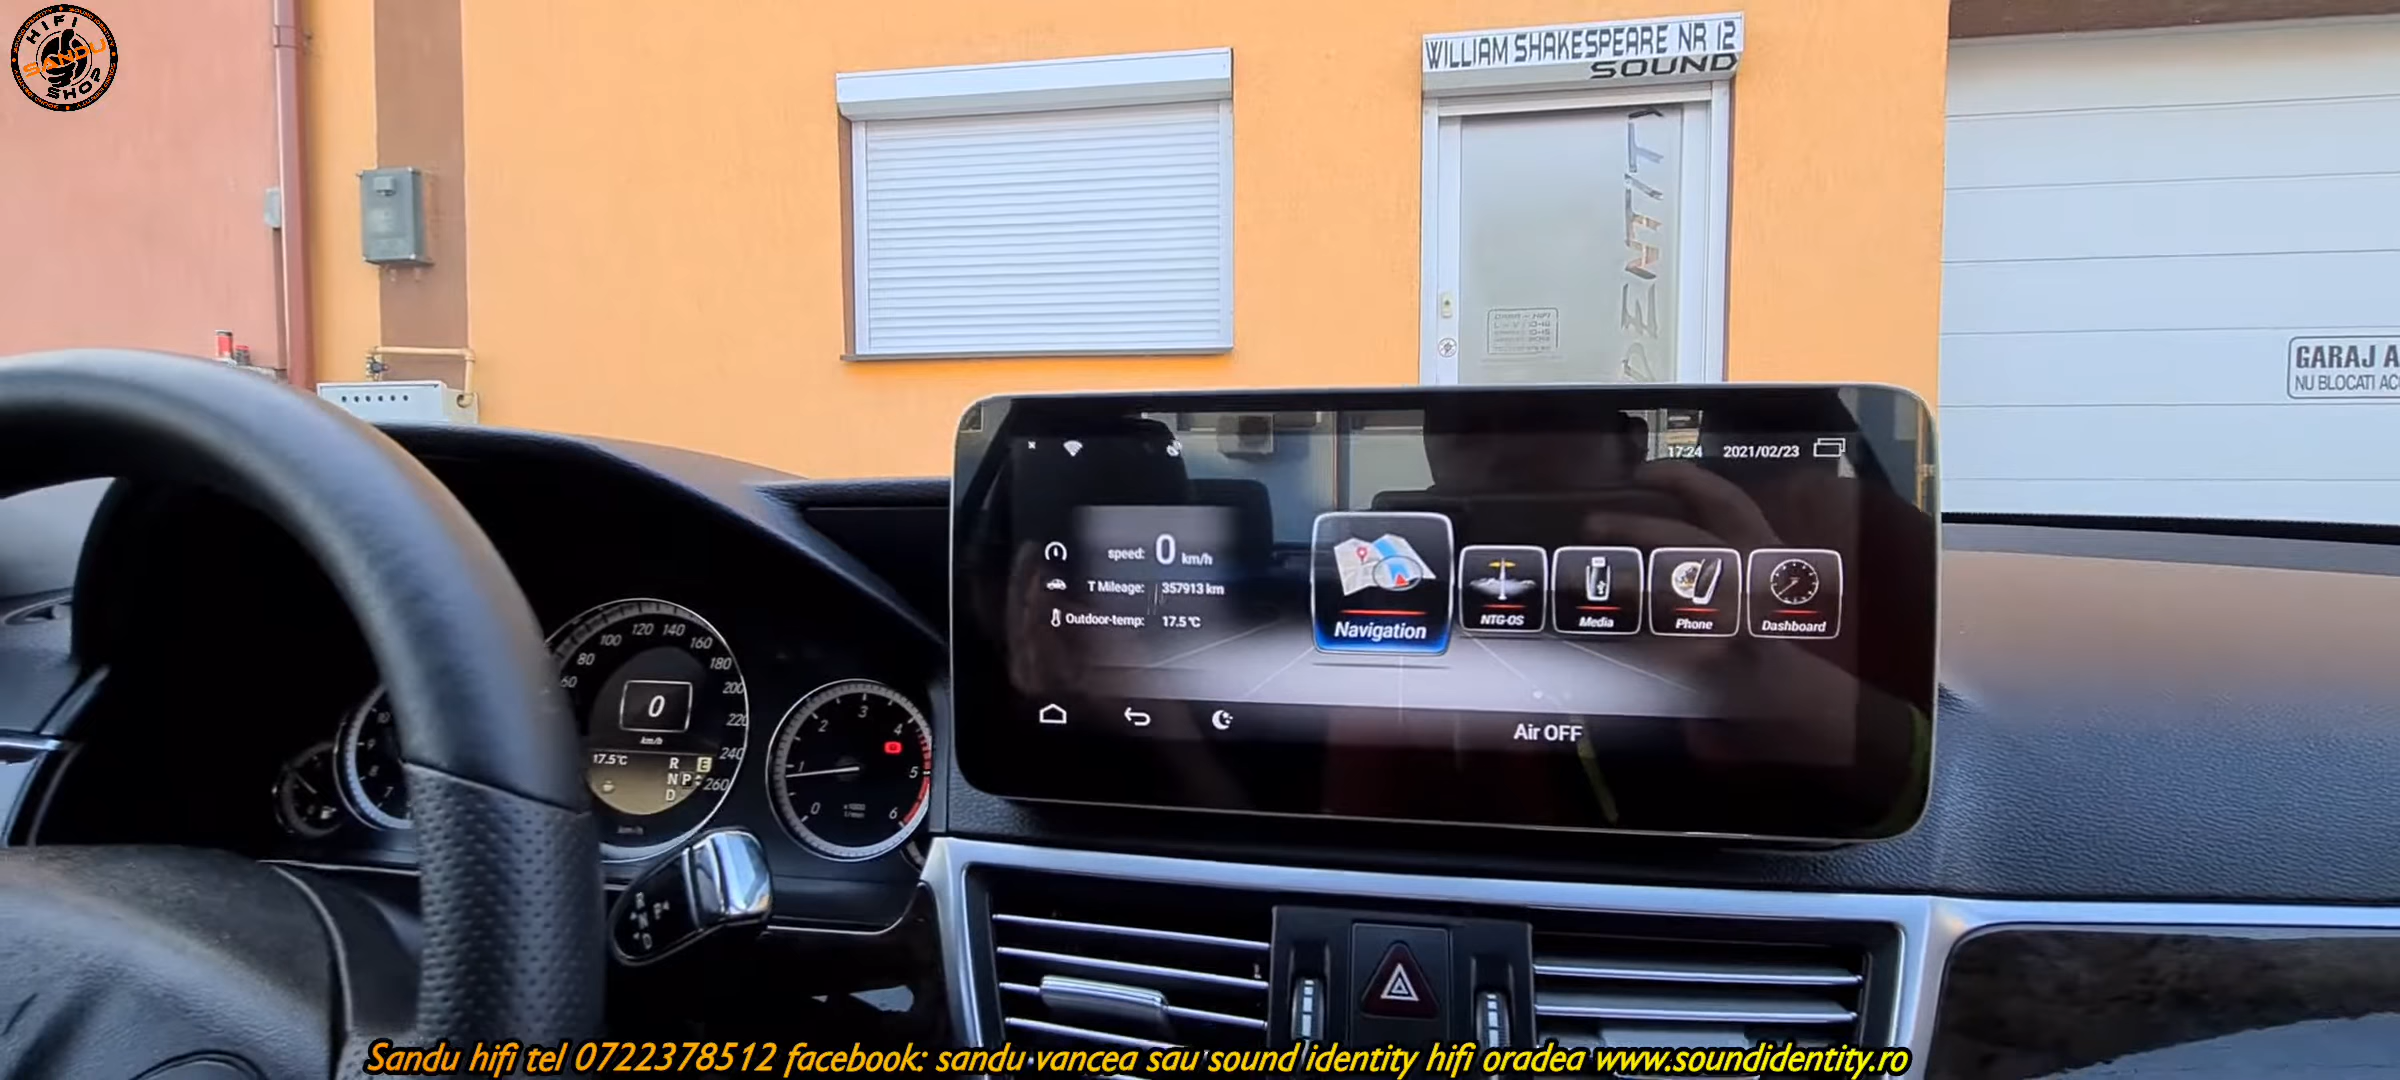 HIFI
SANDU
SHOP
WILLIAM SHAKESPEARE NR 12
SOUND
IDENTITY
GARAJ A
NU BLOCATI AC
17:24 2021/02/23
speed: 0 km/h
T Mileage: 357913 km
Outdoor-temp: 17.5°C
Navigation
NTG-OS
Media
Phone
Dashboard
Air OFF
60 80 100 120 140 160 180 200 220 240 260
0
km/h
17.5°C
R
N P
D
E
0 1 2 3 4 5 6
R
N P
D
Sandu hifi tel 0722378512 facebook: sandu vancea sau sound identity hifi oradea www.soundidentity.ro